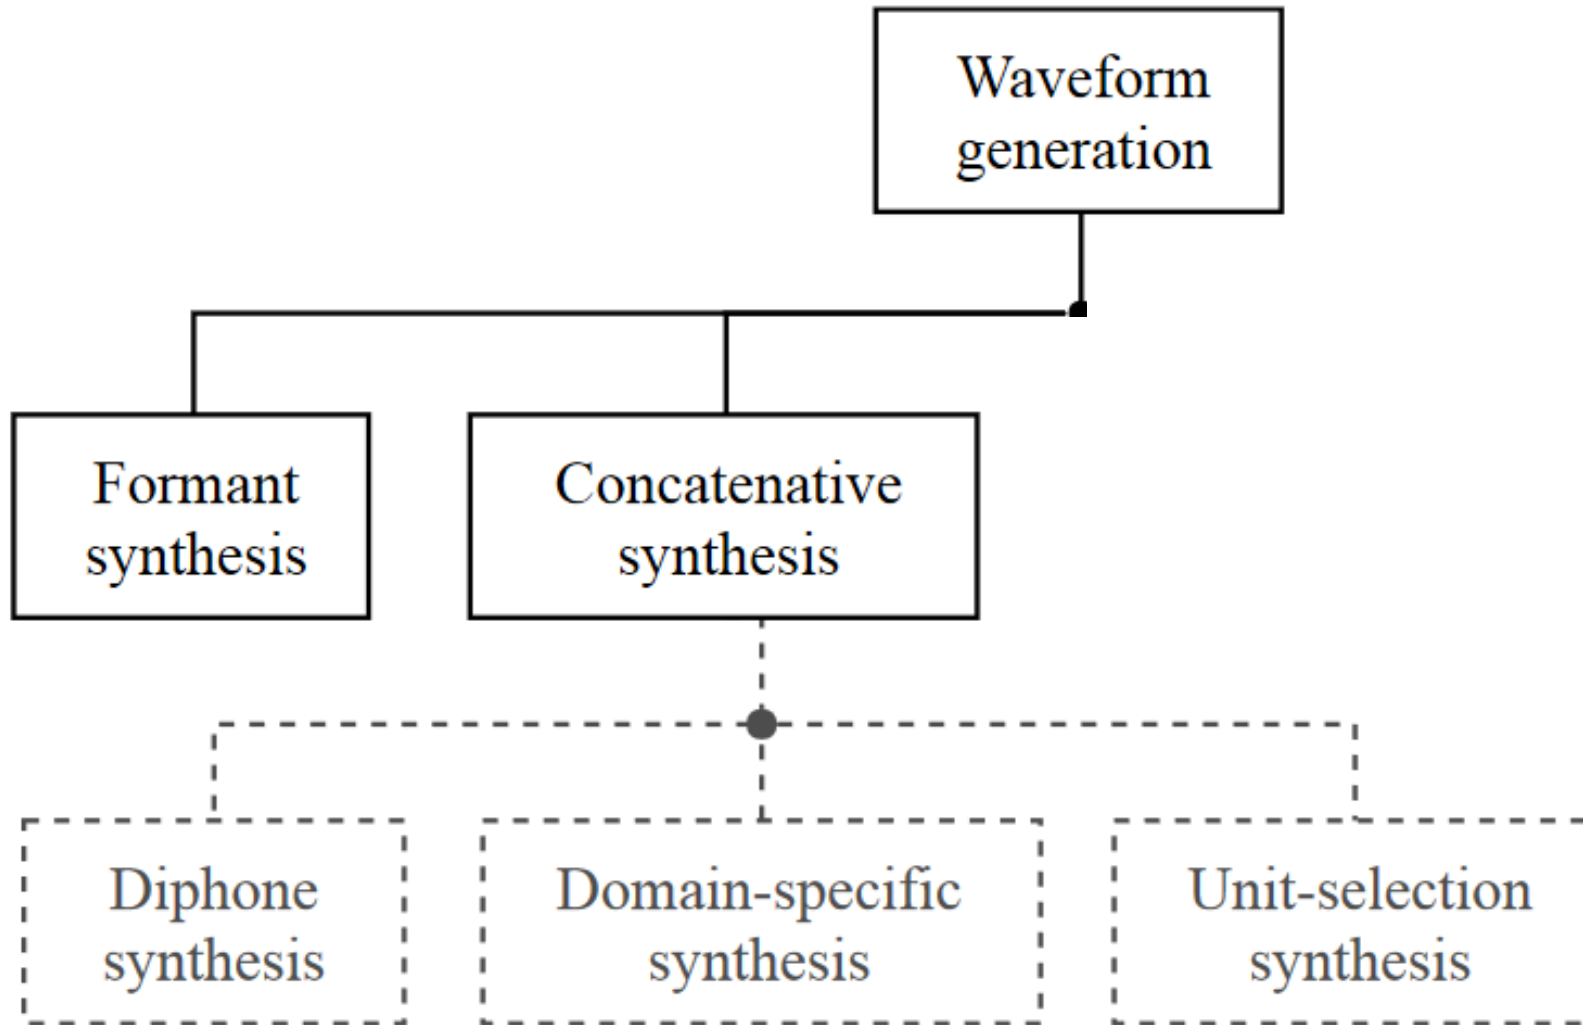 Waveform
generation
Formant
synthesis
Concatenative
synthesis
Diphone
synthesis
Domain-specific
synthesis
Unit-selection
synthesis